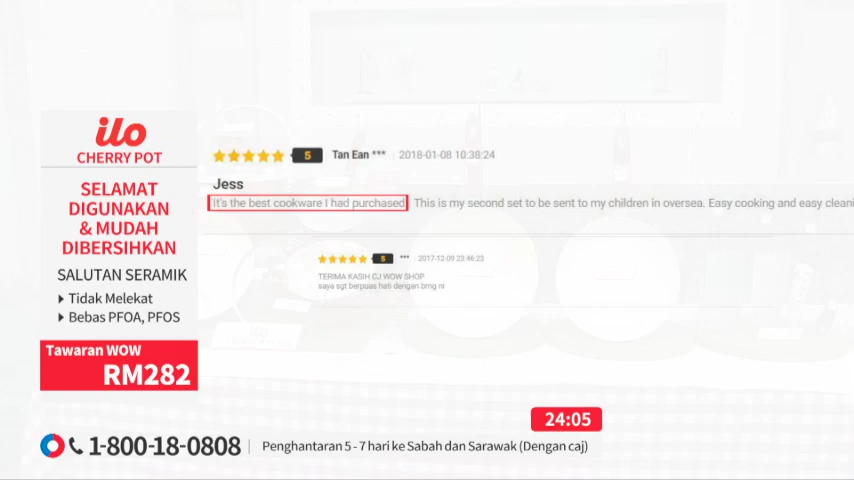 ilo
CHERRY POT
SELAMAT
DIGUNAKAN
& MUDAH
DIBERSIHKAN
SALUTAN SERAMIK
Tidak Melekat
Bebas PFOA, PFOS
Tawaran WOW
RM282
5 Tan Ean *** 2018-01-08 10:38:24
Jess
It's the best cookware I had purchased. This is my second set to be sent to my children in oversea. Easy cooking and easy cleani
5 *** 2017-12-09 23:46:23
TERIMA KASIH CJ WOW SHOP
saya sgt berpuas hati dengan brng ni
24:05
1-800-18-0808 Penghantaran 5 - 7 hari ke Sabah dan Sarawak (Dengan caj)